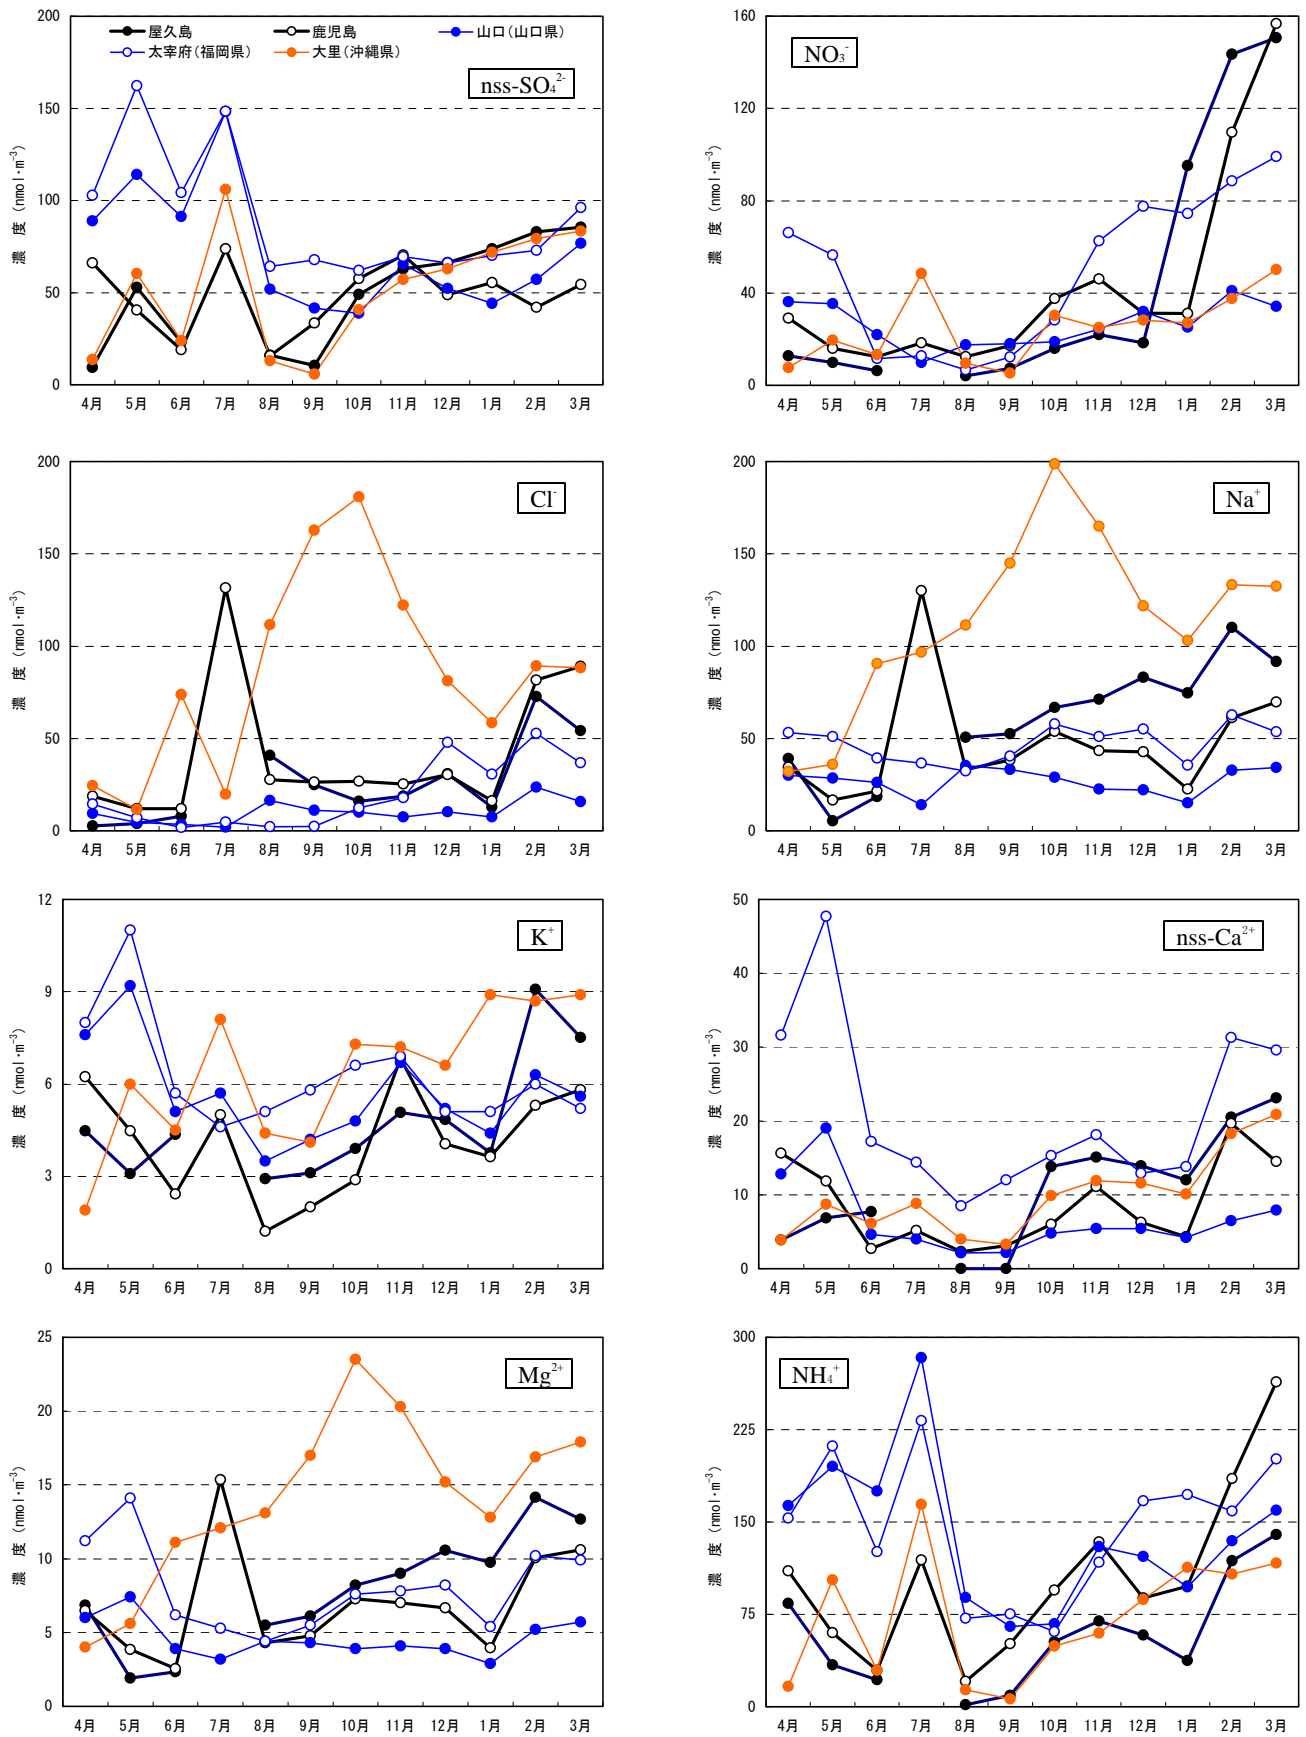 屋久島 鹿児島 山口(山口県)
太宰府(福岡県) 大里(沖縄県)
nss-SO₄²⁻
濃 度 (nmol・m⁻³)
200
150
100
50
0
4月 5月 6月 7月 8月 9月 10月 11月 12月 1月 2月 3月
NO₃⁻
濃 度 (nmol・m⁻³)
160
120
80
40
0
4月 5月 6月 7月 8月 9月 10月 11月 12月 1月 2月 3月
Cl⁻
濃 度 (nmol・m⁻³)
200
150
100
50
0
4月 5月 6月 7月 8月 9月 10月 11月 12月 1月 2月 3月
Na⁺
濃 度 (nmol・m⁻³)
200
150
100
50
0
4月 5月 6月 7月 8月 9月 10月 11月 12月 1月 2月 3月
K⁺
濃 度 (nmol・m⁻³)
12
9
6
3
0
4月 5月 6月 7月 8月 9月 10月 11月 12月 1月 2月 3月
nss-Ca²⁺
濃 度 (nmol・m⁻³)
50
40
30
20
10
0
4月 5月 6月 7月 8月 9月 10月 11月 12月 1月 2月 3月
Mg²⁺
濃 度 (nmol・m⁻³)
25
20
15
10
5
0
4月 5月 6月 7月 8月 9月 10月 11月 12月 1月 2月 3月
NH₄⁺
濃 度 (nmol・m⁻³)
300
225
150
75
0
4月 5月 6月 7月 8月 9月 10月 11月 12月 1月 2月 3月